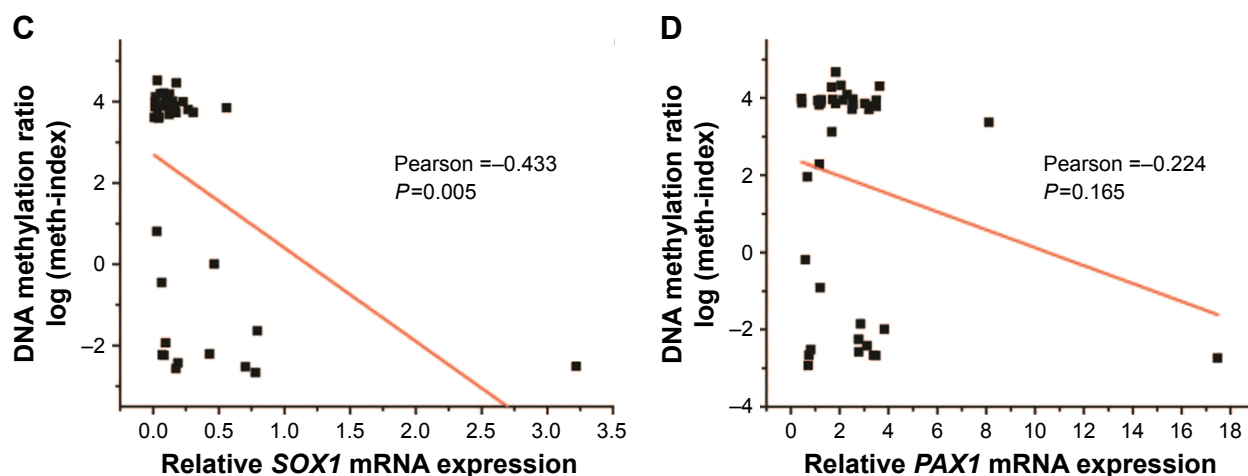 C
DNA methylation ratio
log (meth-index)
4
2
0
–2
Pearson =–0.433
P=0.005
0.0 0.5 1.0 1.5 2.0 2.5 3.0 3.5
Relative SOX1 mRNA expression
D
DNA methylation ratio
log (meth-index)
4
2
0
–2
–4
Pearson =–0.224
P=0.165
0 2 4 6 8 10 12 14 16 18
Relative PAX1 mRNA expression